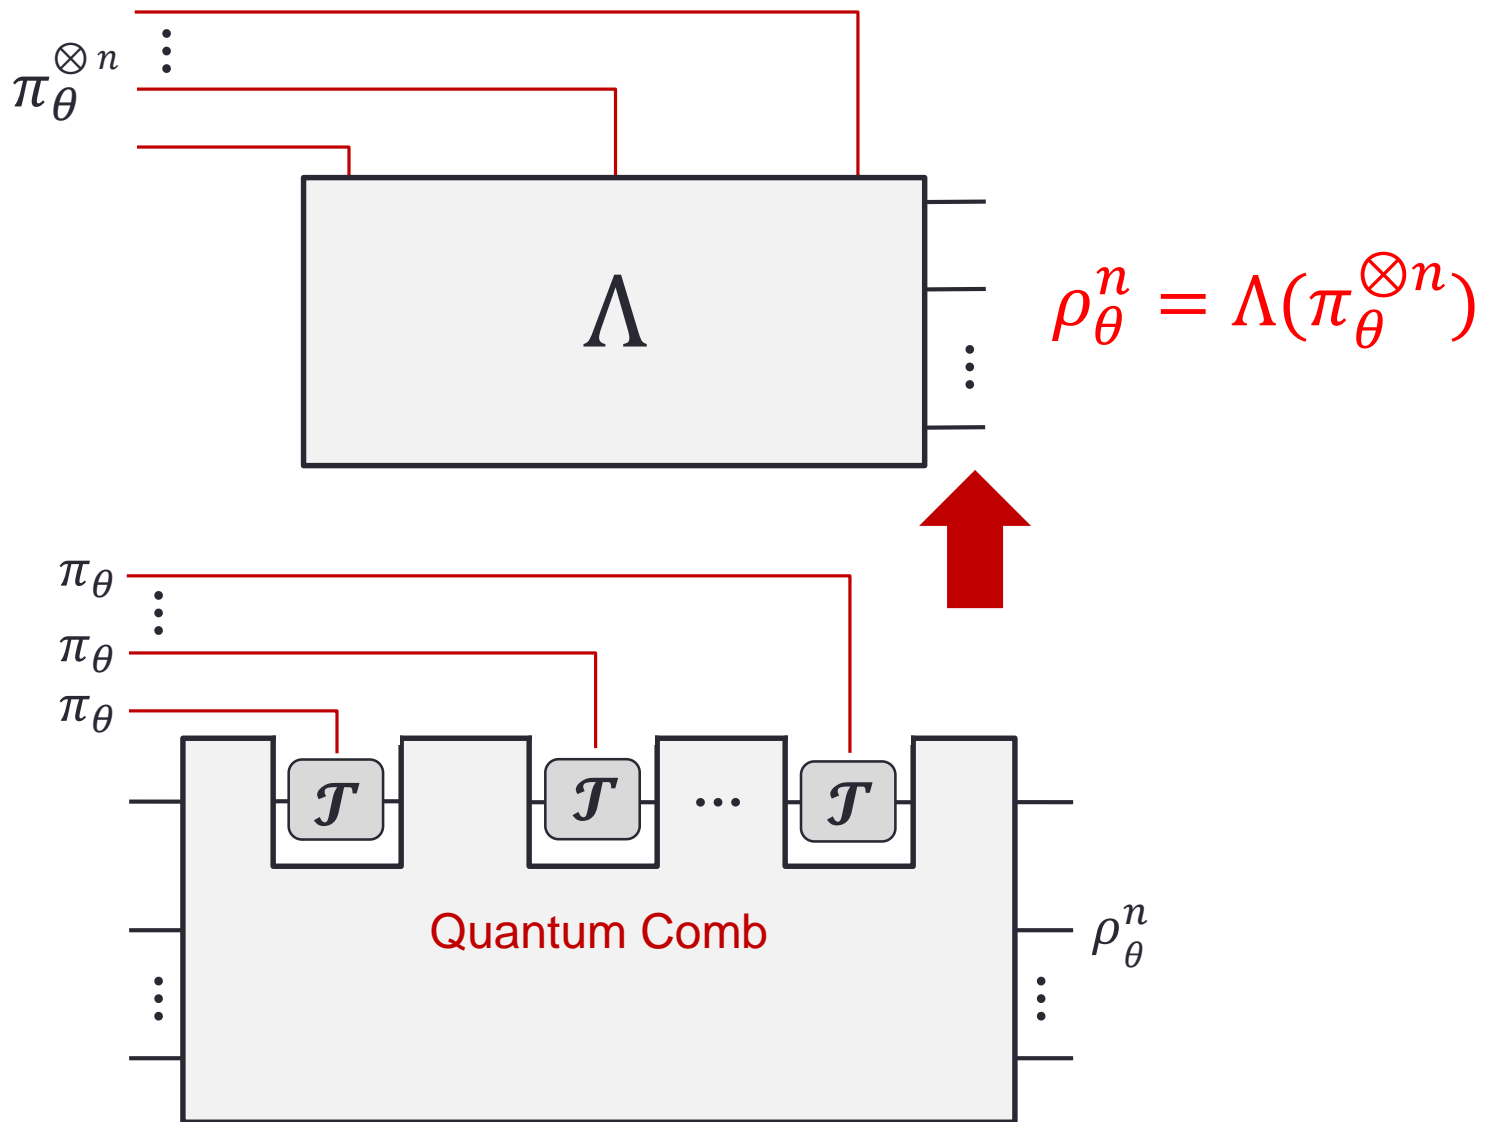 π_θ^{⊗ n}
Λ
ρ_θ^n = Λ(π_θ^{⊗n})
π_θ
π_θ
π_θ
𝓣 𝓣 ⋯ 𝓣
Quantum Comb
ρ_θ^n